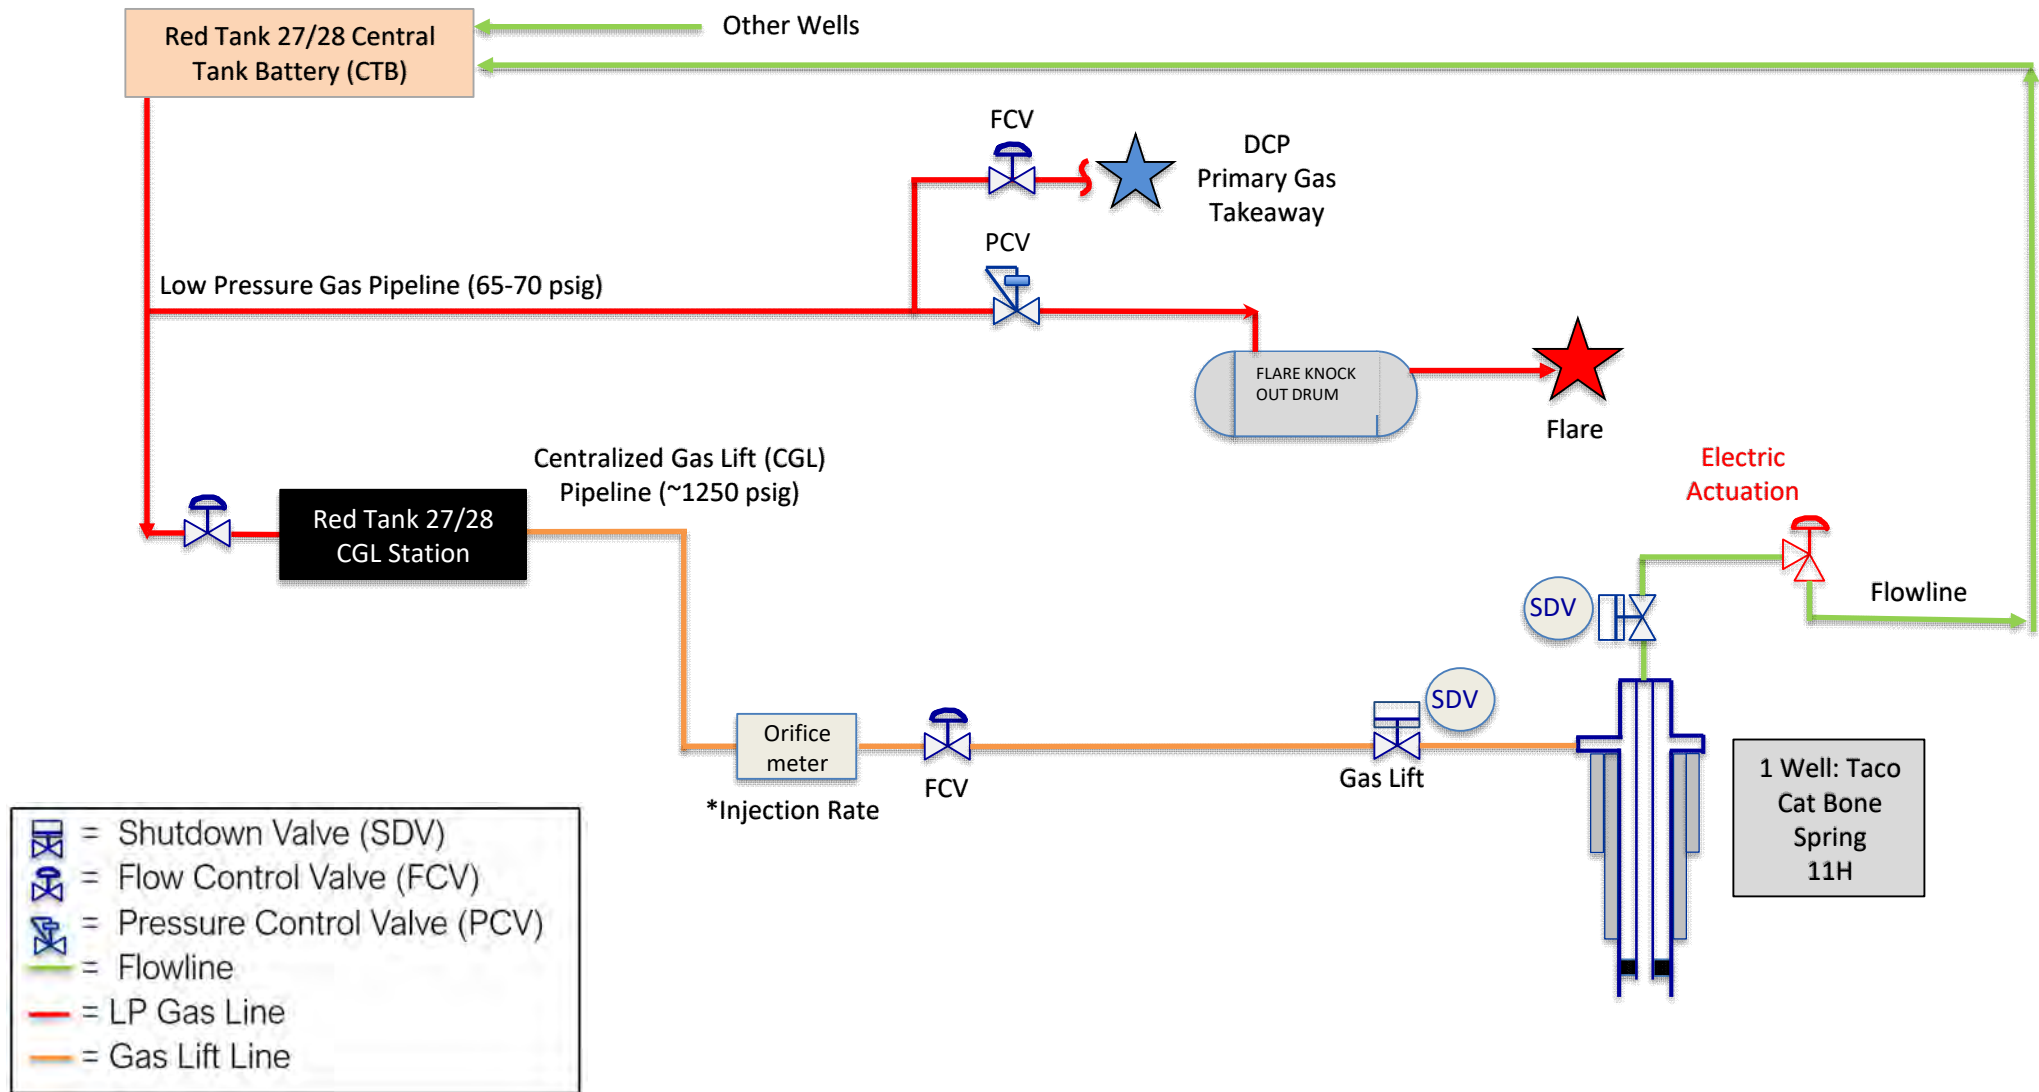 Red Tank 27/28 Central
Tank Battery (CTB)
Other Wells
FCV
DCP
Primary Gas
Takeaway
PCV
Low Pressure Gas Pipeline (65-70 psig)
FLARE KNOCK
OUT DRUM
Flare
Centralized Gas Lift (CGL)
Pipeline (~1250 psig)
Electric
Actuation
Red Tank 27/28
CGL Station
SDV
Flowline
SDV
Orifice
meter
*Injection Rate
FCV
Gas Lift
1 Well: Taco
Cat Bone
Spring
11H
= Shutdown Valve (SDV)
= Flow Control Valve (FCV)
= Pressure Control Valve (PCV)
= Flowline
= LP Gas Line
= Gas Lift Line